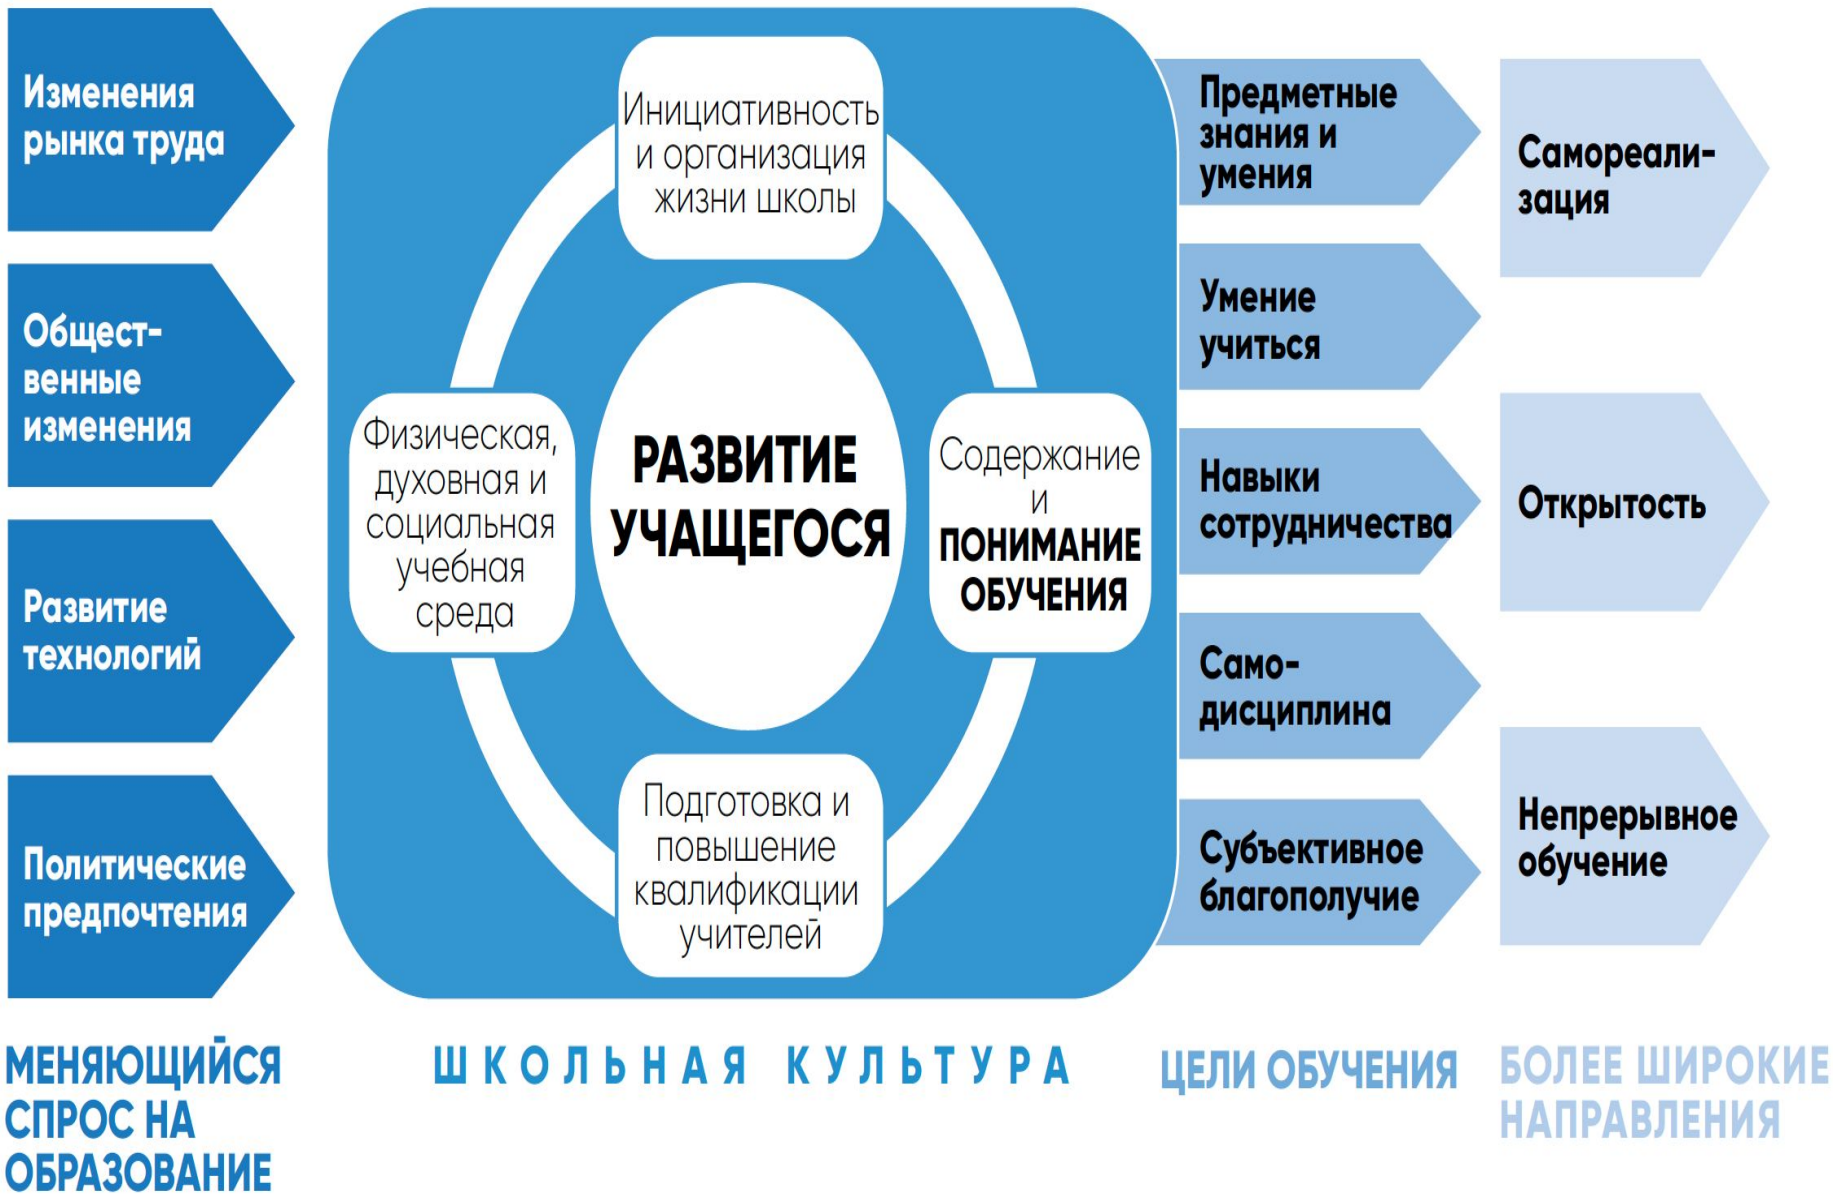 Изменения
рынка труда
Общест-
венные
изменения
Развитие
технологий
Политические
предпочтения
МЕНЯЮЩИЙСЯ
СПРОС НА
ОБРАЗОВАНИЕ
Инициативность
и организация
жизни школы
Физическая,
духовная и
социальная
учебная
среда
РАЗВИТИЕ
УЧАЩЕГОСЯ
Содержание
и
ПОНИМАНИЕ
ОБУЧЕНИЯ
Подготовка и
повышение
квалификации
учителей
ШКОЛЬНАЯ КУЛЬТУРА
Предметные
знания и
умения
Умение
учиться
Навыки
сотрудничества
Само-
дисциплина
Субъективное
благополучие
ЦЕЛИ ОБУЧЕНИЯ
Самореали-
зация
Открытость
Непрерывное
обучение
БОЛЕЕ ШИРОКИЕ
НАПРАВЛЕНИЯ